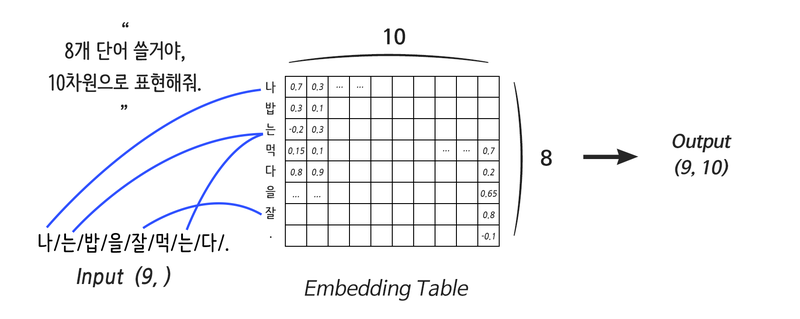 “
8개 단어 쓸거야,
10차원으로 표현해줘.
”
나/는/밥/을/잘/먹/는/다/.
Input (9, )
10
나 0.7 0.3 ... ...
밥 0.3 0.1
는 -0.2 0.3
먹 0.15 0.1 ... ... 0.7
다 0.8 0.9 0.2
을 ... ... 0.65
잘 0.8
. -0.1
8
Embedding Table
Output
(9, 10)